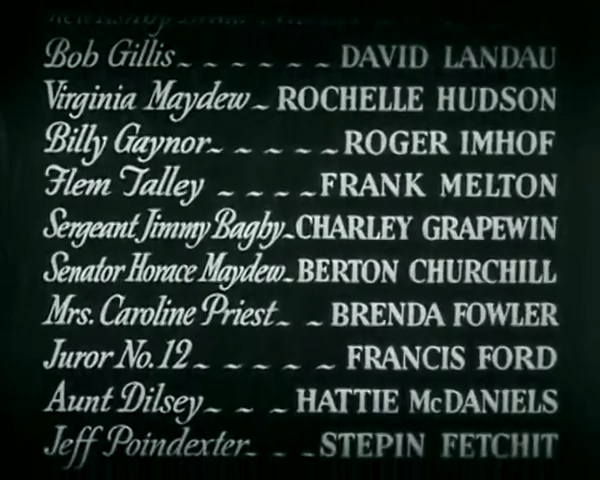 Bob Gillis~ ~ ~ ~ ~ ~ DAVID LANDAU
Virginia Maydew~ ROCHELLE HUDSON
Billy Gaynor~ ~ ~ ~ ~ ~ROGER IMHOF
Flem Talley ~ ~ ~ ~FRANK MELTON
Sergeant Jimmy Bagby~CHARLEY GRAPEWIN
Senator Horace Maydew~BERTON CHURCHILL
Mrs. Caroline Priest~ ~ BRENDA FOWLER
Juror No. 12~ ~ ~ ~ ~ FRANCIS FORD
Aunt Dilsey~ ~ ~ ~ HATTIE McDANIELS
Jeff Poindexter~ ~ ~STEPIN FETCHIT